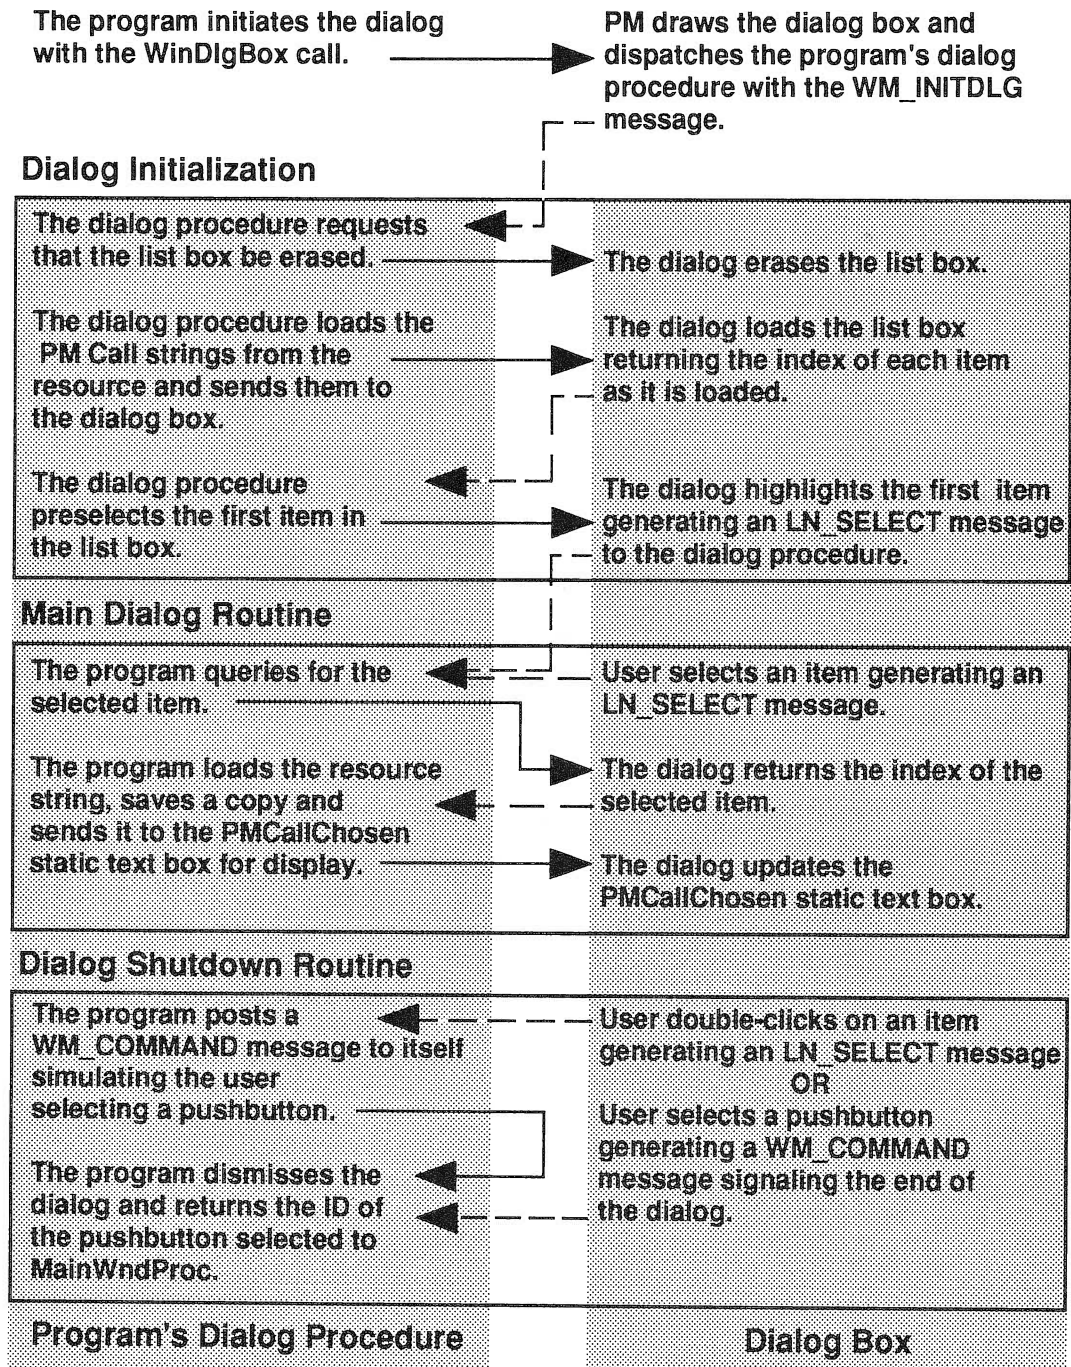 The program initiates the dialog
with the WinDlgBox call.
PM draws the dialog box and
dispatches the program's dialog
procedure with the WM_INITDLG
message.
Dialog Initialization
The dialog procedure requests
that the list box be erased.
The dialog erases the list box.
The dialog procedure loads the
PM Call strings from the
resource and sends them to
the dialog box.
The dialog loads the list box
returning the index of each item
as it is loaded.
The dialog procedure
preselects the first item in
the list box.
The dialog highlights the first item
generating an LN_SELECT message
to the dialog procedure.
Main Dialog Routine
The program queries for the
selected item.
User selects an item generating an
LN_SELECT message.
The dialog returns the index of the
selected item.
The program loads the resource
string, saves a copy and
sends it to the PMCallChosen
static text box for display.
The dialog updates the
PMCallChosen static text box.
Dialog Shutdown Routine
The program posts a
WM_COMMAND message to itself
simulating the user
selecting a pushbutton.
User double-clicks on an item
generating an LN_SELECT message
OR
User selects a pushbutton
generating a WM_COMMAND
message signaling the end of
the dialog.
The program dismisses the
dialog and returns the ID of
the pushbutton selected to
MainWndProc.
Program's Dialog Procedure
Dialog Box